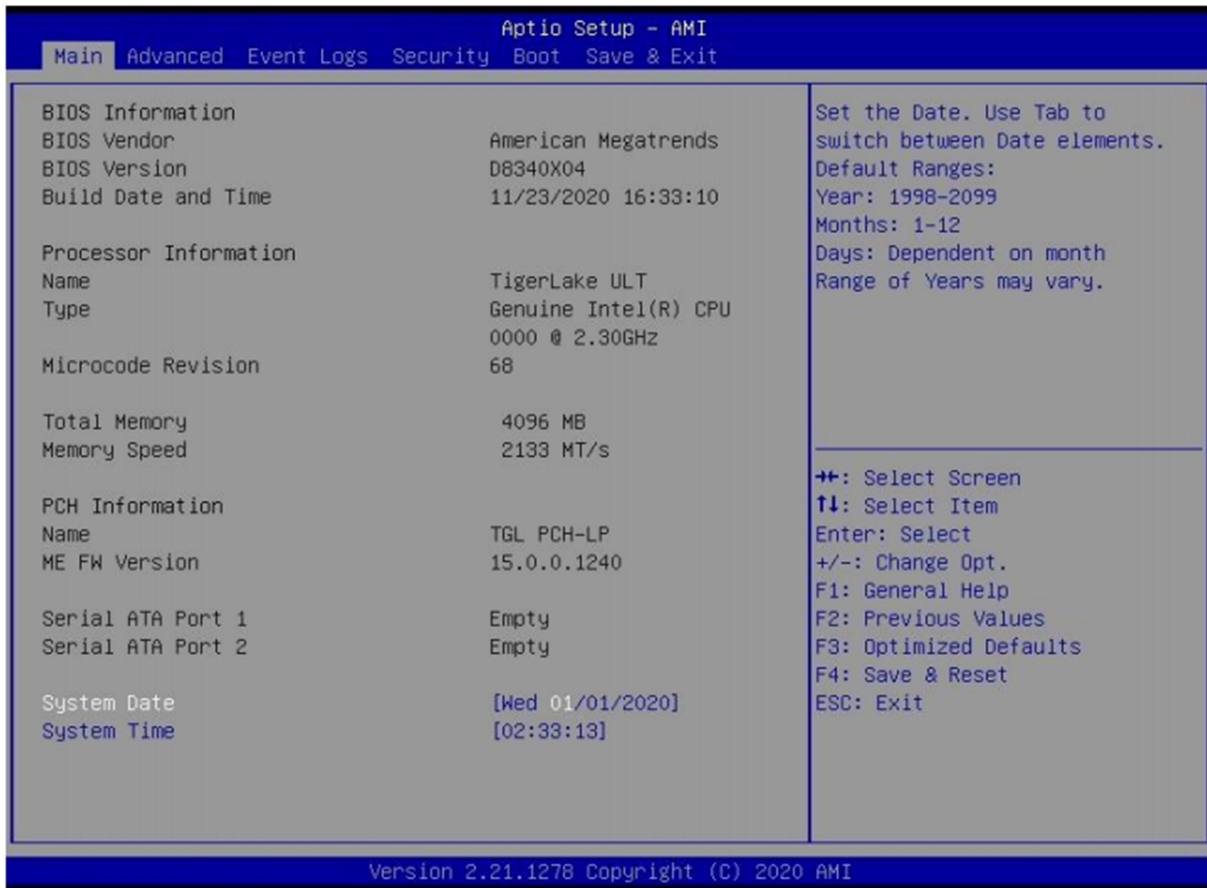 Aptio Setup – AMI
Main Advanced Event Logs Security Boot Save & Exit
BIOS Information
BIOS Vendor American Megatrends
BIOS Version D8340X04
Build Date and Time 11/23/2020 16:33:10
Processor Information
Name TigerLake ULT
Type Genuine Intel(R) CPU
0000 @ 2.30GHz
Microcode Revision 68
Total Memory 4096 MB
Memory Speed 2133 MT/s
PCH Information
Name TGL PCH-LP
ME FW Version 15.0.0.1240
Serial ATA Port 1 Empty
Serial ATA Port 2 Empty
System Date [Wed 01/01/2020]
System Time [02:33:13]
Set the Date. Use Tab to
switch between Date elements.
Default Ranges:
Year: 1998-2099
Months: 1-12
Days: Dependent on month
Range of Years may vary.
→←: Select Screen
↑↓: Select Item
Enter: Select
+/-: Change Opt.
F1: General Help
F2: Previous Values
F3: Optimized Defaults
F4: Save & Reset
ESC: Exit
Version 2.21.1278 Copyright (C) 2020 AMI